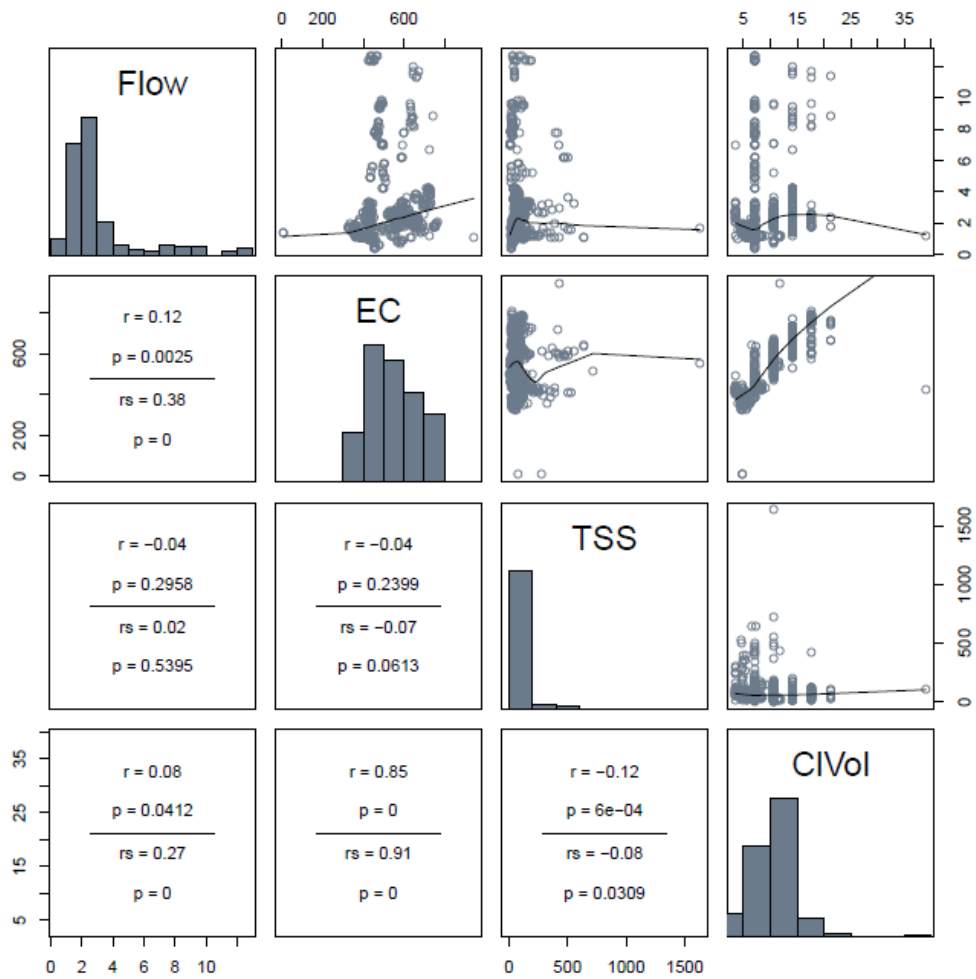 0 200 600
5 15 25 35
Flow
0 2 4 6 8 10
r = 0.12
p = 0.0025
rs = 0.38
p = 0
EC
0 200 600
r = −0.04
p = 0.2958
rs = 0.02
p = 0.5395
r = −0.04
p = 0.2399
rs = −0.07
p = 0.0613
TSS
0 500 1000 1500
r = 0.08
p = 0.0412
rs = 0.27
p = 0
r = 0.85
p = 0
rs = 0.91
p = 0
r = −0.12
p = 6e−04
rs = −0.08
p = 0.0309
ClVol
5 15 25 35
0 2 4 6 8 10
0 500 1000 1500